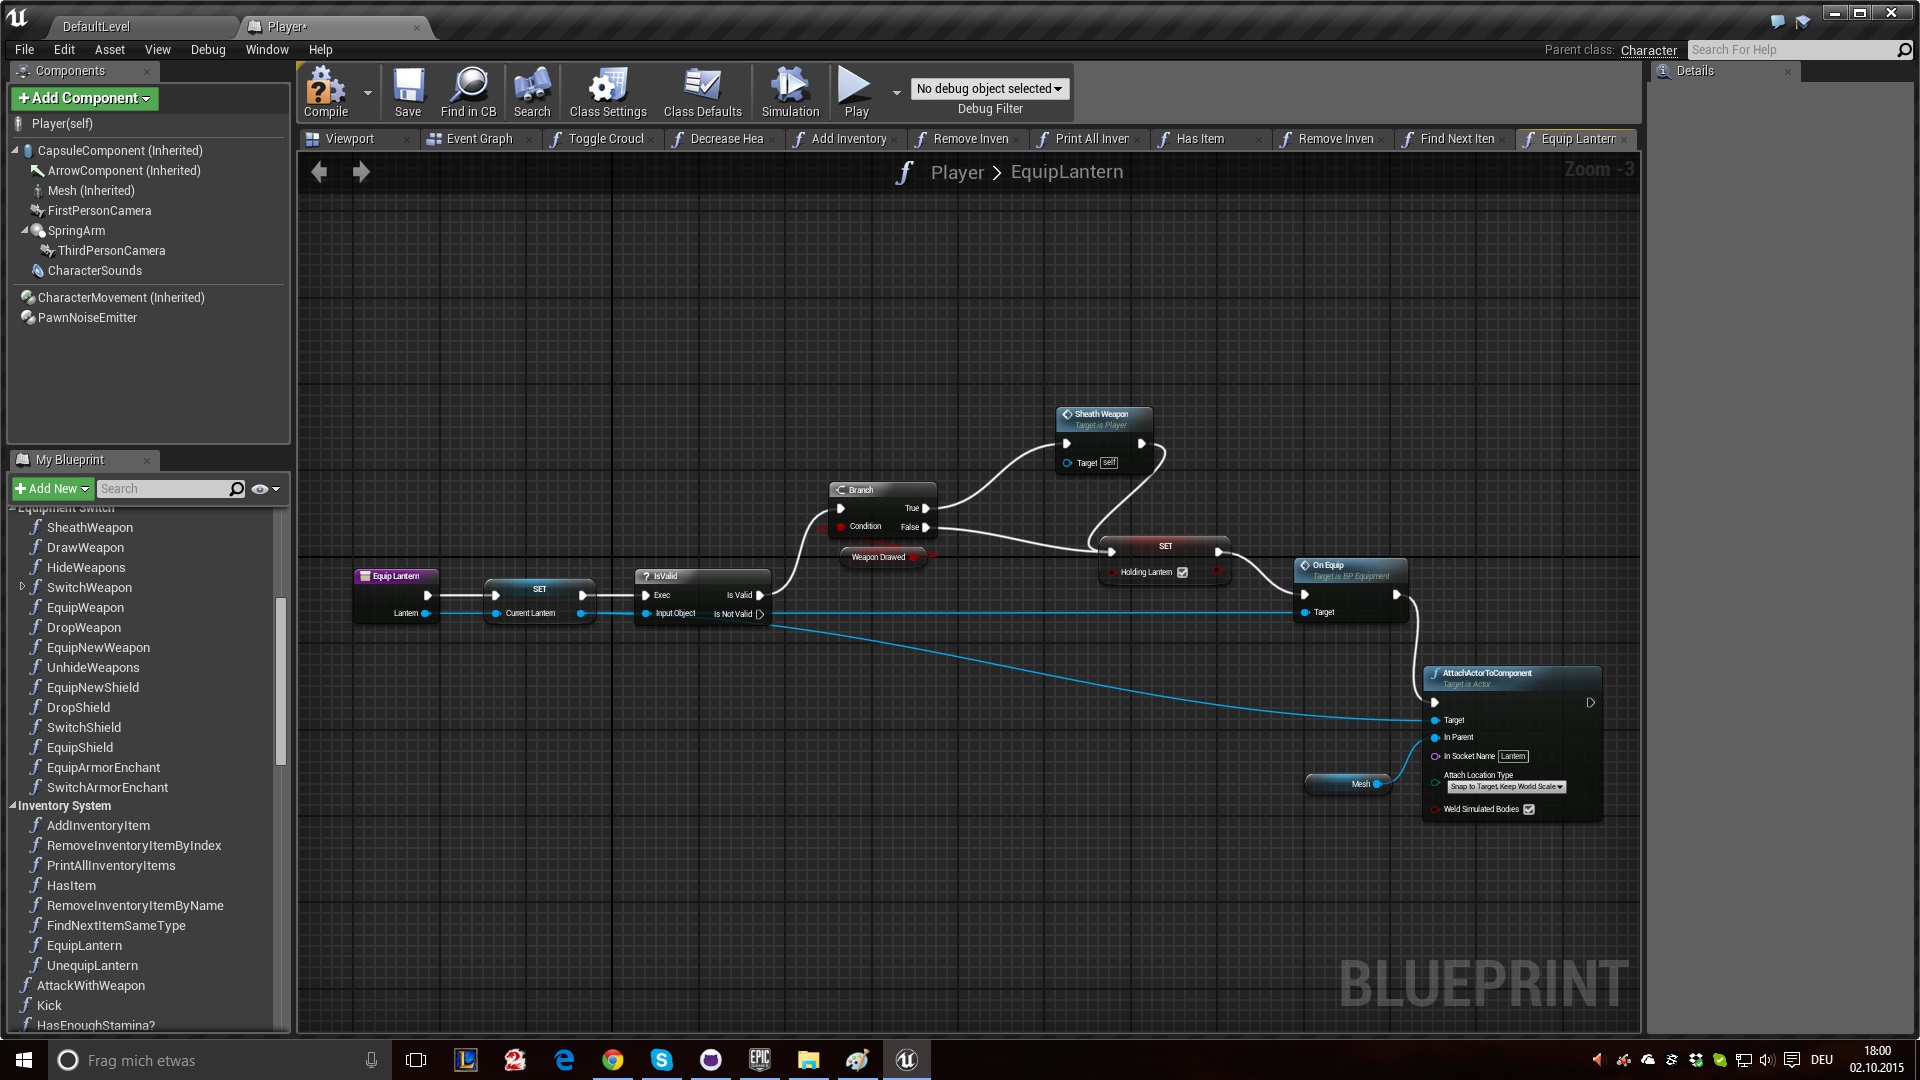 DefaultLevel
Player*
File Edit Asset View Debug Window Help
Parent class: Character
Search For Help
Components
+Add Component
Player(self)
CapsuleComponent (Inherited)
ArrowComponent (Inherited)
Mesh (Inherited)
FirstPersonCamera
SpringArm
ThirdPersonCamera
CharacterSounds
CharacterMovement (Inherited)
PawnNoiseEmitter
My Blueprint
+Add New
Search
Equipment Switch
SheathWeapon
DrawWeapon
HideWeapons
SwitchWeapon
EquipWeapon
DropWeapon
EquipNewWeapon
UnhideWeapons
EquipNewShield
DropShield
SwitchShield
EquipShield
EquipArmorEnchant
SwitchArmorEnchant
Inventory System
AddInventoryItem
RemoveInventoryItemByIndex
PrintAllInventoryItems
HasItem
RemoveInventoryItemByName
FindNextItemSameType
EquipLantern
UnequipLantern
AttackWithWeapon
Kick
HasEnoughStamina?
Compile
Save
Find in CB
Search
Class Settings
Class Defaults
Simulation
Play
No debug object selected
Debug Filter
Viewport
Event Graph
Toggle Croucl
Decrease Hea
Add Inventory
Remove Inven
Print All Inver
Has Item
Remove Inven
Find Next Iten
Equip Lantern
Player > EquipLantern
Zoom -3
Sheath Weapon
Target is Player
Target self
Branch
True
Condition
False
Weapon Drawed
SET
Holding Lantern
Equip Lantern
Lantern
SET
Current Lantern
? IsValid
Exec
Is Valid
Input Object
Is Not Valid
On Equip
Target is BP Equipment
Target
AttachActorToComponent
Target is Actor
Target
In Parent
In Socket Name Lantern
Attach Location Type
Snap to Target, Keep World Scale
Weld Simulated Bodies
Mesh
BLUEPRINT
Details
Frag mich etwas
EPIC
DEU
18:00
02.10.2015